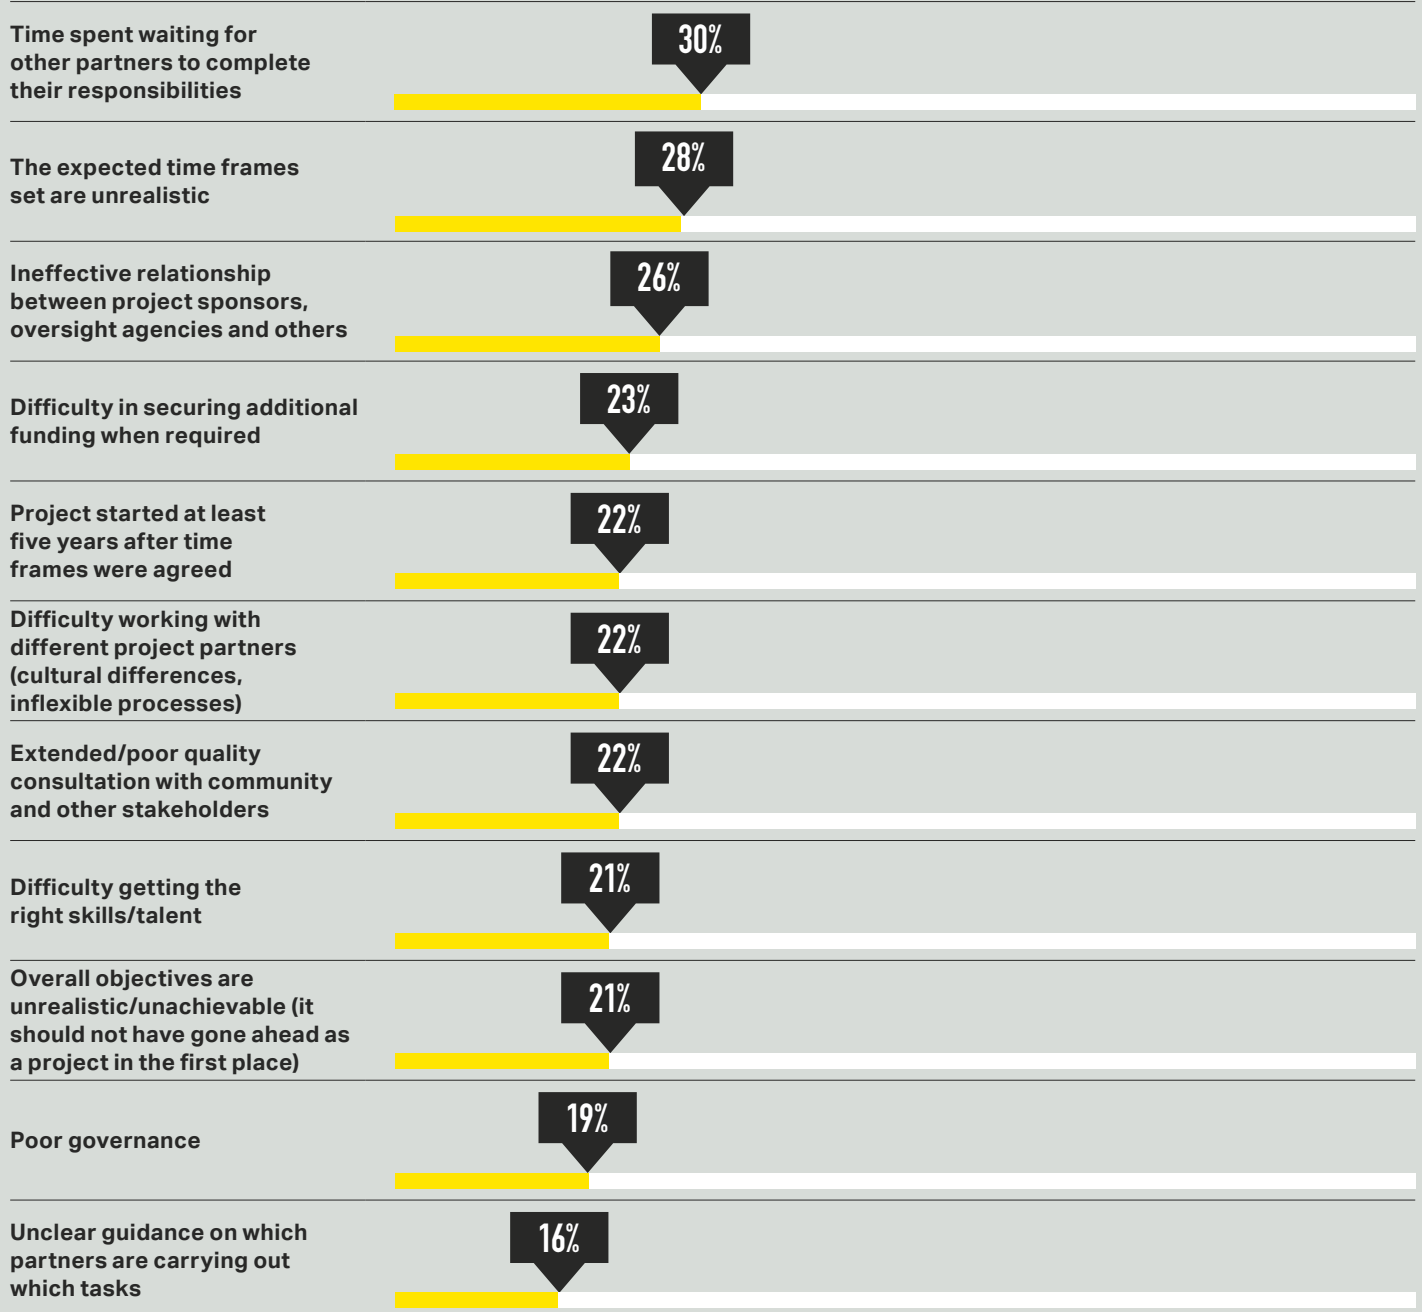 Time spent waiting for
other partners to complete
their responsibilities
30%
The expected time frames
set are unrealistic
28%
Ineffective relationship
between project sponsors,
oversight agencies and others
26%
Difficulty in securing additional
funding when required
23%
Project started at least
five years after time
frames were agreed
22%
Difficulty working with
different project partners
(cultural differences,
inflexible processes)
22%
Extended/poor quality
consultation with community
and other stakeholders
22%
Difficulty getting the
right skills/talent
21%
Overall objectives are
unrealistic/unachievable (it
should not have gone ahead as
a project in the first place)
21%
Poor governance
19%
Unclear guidance on which
partners are carrying out
which tasks
16%